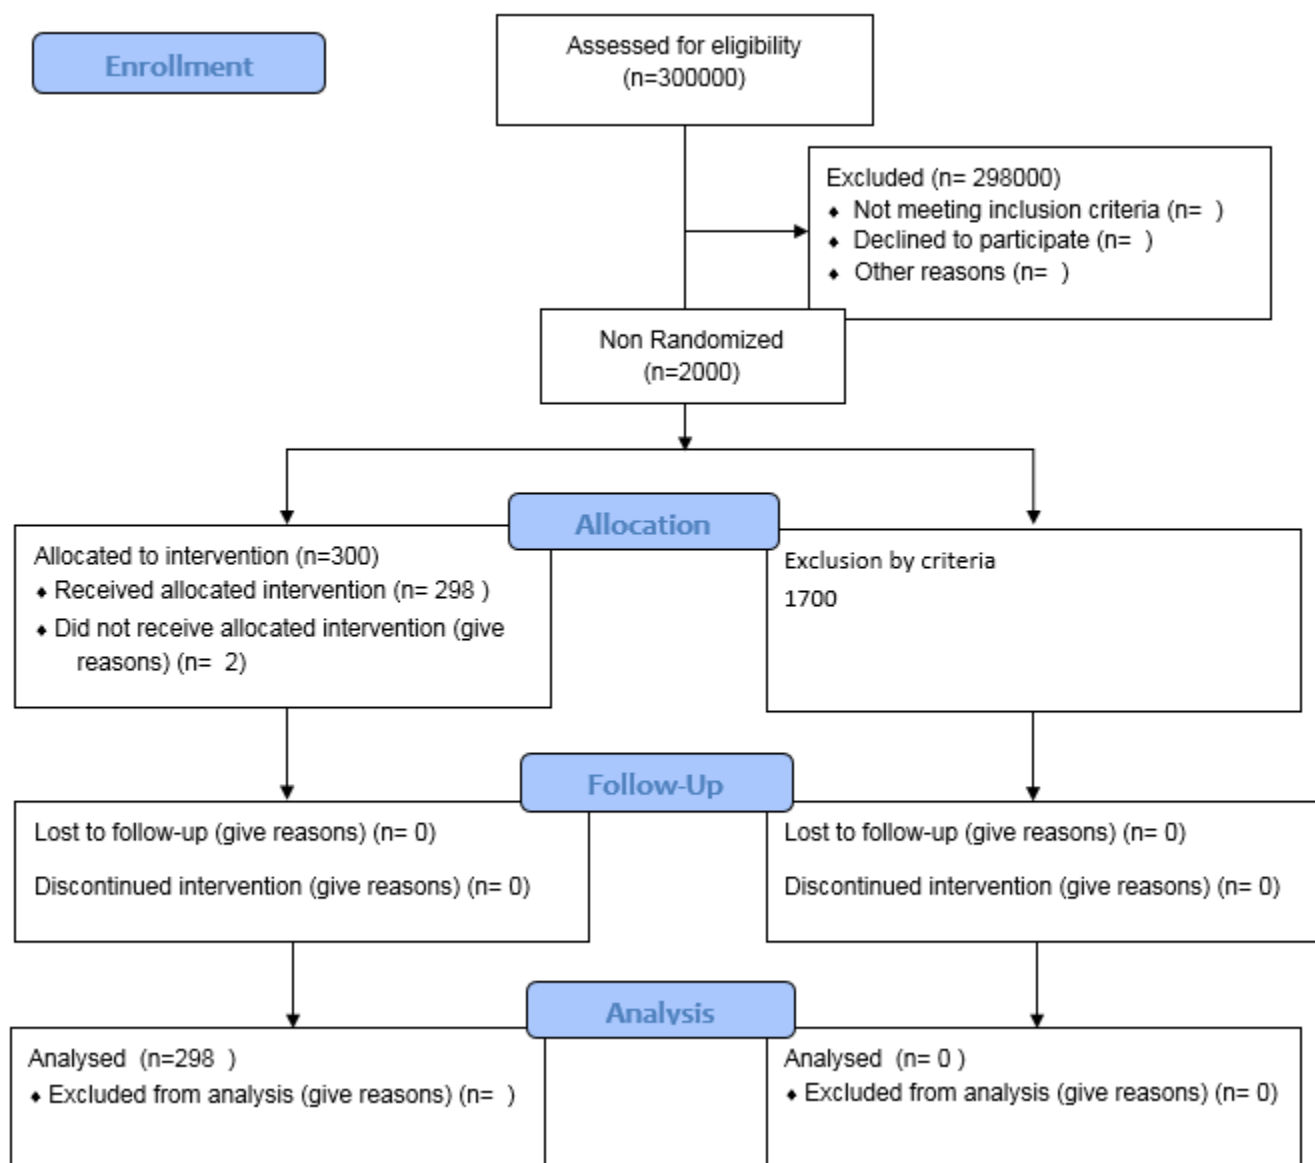 Enrollment
Assessed for eligibility
(n=300000)
Excluded (n= 298000)
⬧ Not meeting inclusion criteria (n=  )
⬧ Declined to participate (n=  )
⬧ Other reasons (n=  )
Non Randomized
(n=2000)
Allocation
Allocated to intervention (n=300)
⬧ Received allocated intervention (n= 298 )
⬧ Did not receive allocated intervention (give
reasons) (n=  2)
Exclusion by criteria
1700
Follow-Up
Lost to follow-up (give reasons) (n= 0)
Discontinued intervention (give reasons) (n= 0)
Lost to follow-up (give reasons) (n= 0)
Discontinued intervention (give reasons) (n= 0)
Analysis
Analysed  (n=298  )
⬧ Excluded from analysis (give reasons) (n=  )
Analysed  (n= 0 )
⬧ Excluded from analysis (give reasons) (n= 0)